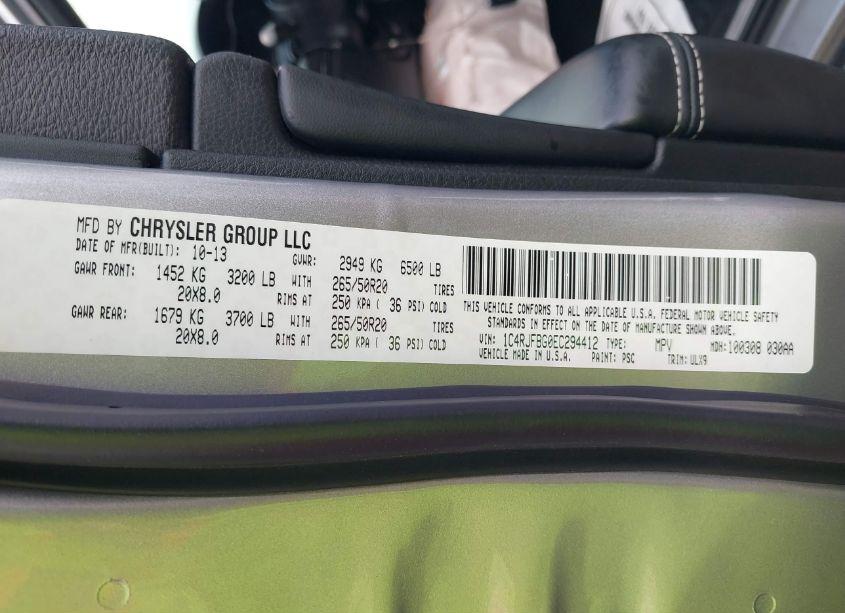 MFD BY CHRYSLER GROUP LLC
DATE OF MFR(BUILT): 10-13 GVWR: 2949 KG 6500 LB
GAWR FRONT: 1452 KG 3200 LB WITH 265/50R20 TIRES
20X8.0 RIMS AT 250 KPA ( 36 PSI) COLD
GAWR REAR: 1679 KG 3700 LB WITH 265/50R20 TIRES
20X8.0 RIMS AT 250 KPA ( 36 PSI) COLD
THIS VEHICLE CONFORMS TO ALL APPLICABLE U.S.A. FEDERAL MOTOR VEHICLE SAFETY
STANDARDS IN EFFECT ON THE DATE OF MANUFACTURE SHOWN ABOVE.
VIN: 1C4RJFBG0EC294412 TYPE: MPV MDH: 100308 030AA
VEHICLE MADE IN U.S.A. PAINT: PSC TRIM: ULX9